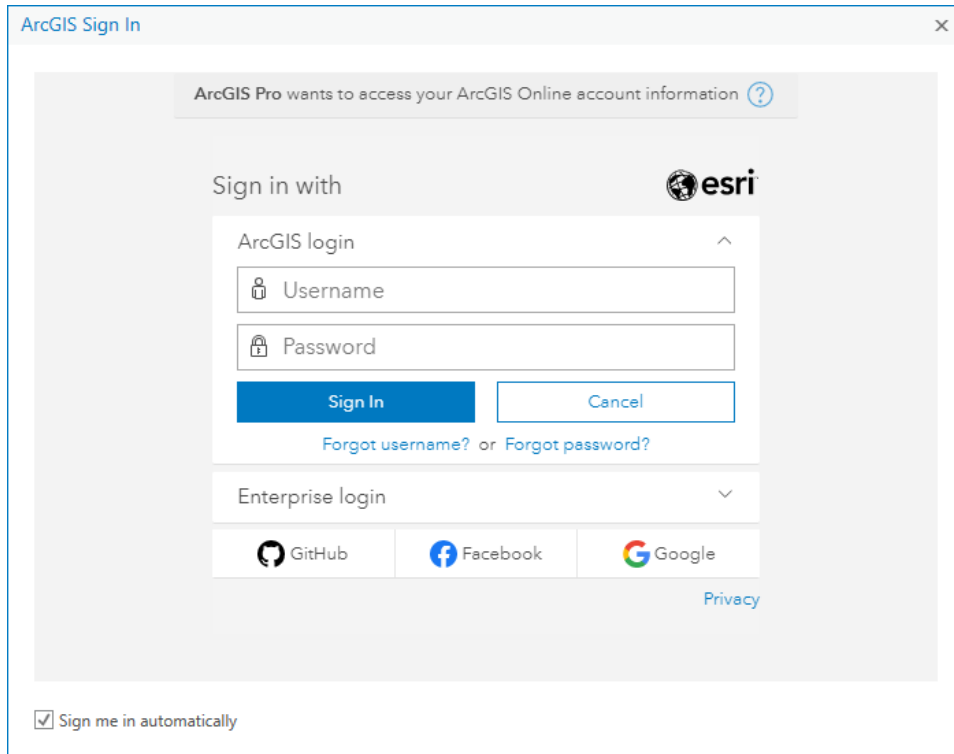 ArcGIS Sign In
ArcGIS Pro wants to access your ArcGIS Online account information ?
Sign in with
esri
ArcGIS login
Username
Password
Sign In
Cancel
Forgot username? or Forgot password?
Enterprise login
GitHub
Facebook
Google
Privacy
Sign me in automatically